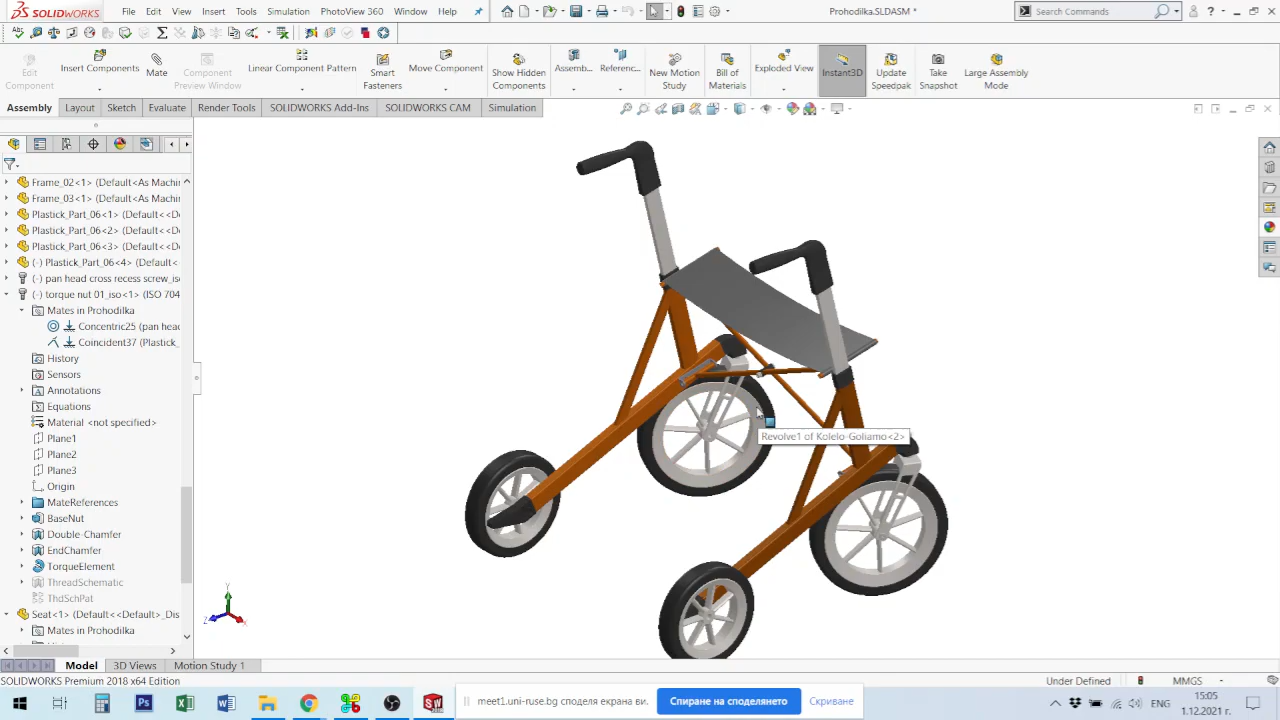 SOLIDWORKS File Edit View Insert Tools Simulation PhotoView 360 Window Help Prohodilka.SLDASM * Search Commands
Edit Component Insert Components Mate Component Preview Window Linear Component Pattern Smart Fasteners Move Component Show Hidden Components Assemb... Referenc... New Motion Study Bill of Materials Exploded View Instant3D Update Speedpak Take Snapshot Large Assembly Mode
Assembly Layout Sketch Evaluate Render Tools SOLIDWORKS Add-Ins SOLIDWORKS CAM Simulation
Frame_02<1> (Default<As Machin
Frame_03<1> (Default<As Machin
Plastick_Part_06<1> (Default<<D
Plastick_Part_06<2> (Default<<D
Plastick_Part_06<3> (Default<<D
(-) Plastick_Part_06<4> (Default<
(-) pan head cross recess screw_is
(-) torque nut 01_iso<1> (ISO 704
Mates in Prohodilka
Concentric25 (pan hea
Coincident37 (Plastick_
History
Sensors
Annotations
Equations
Material <not specified>
Plane1
Plane2
Plane3
Origin
MateReferences
BaseNut
Double-Chamfer
EndChamfer
TorqueElement
ThreadSchematic
ThdSchPat
Seat<1> (Default<<Default>_Dis
Mates in Prohodilka
Revolve1 of Kolelo-Goliamo<2>
Y
Z
X
Model 3D Views Motion Study 1
SOLIDWORKS Premium 2018 x64 Edition Under Defined MMGS
meet1.uni-ruse.bg споделя екрана ви. Спиране на споделянето Скриване
ENG 15:05
1.12.2021 г.